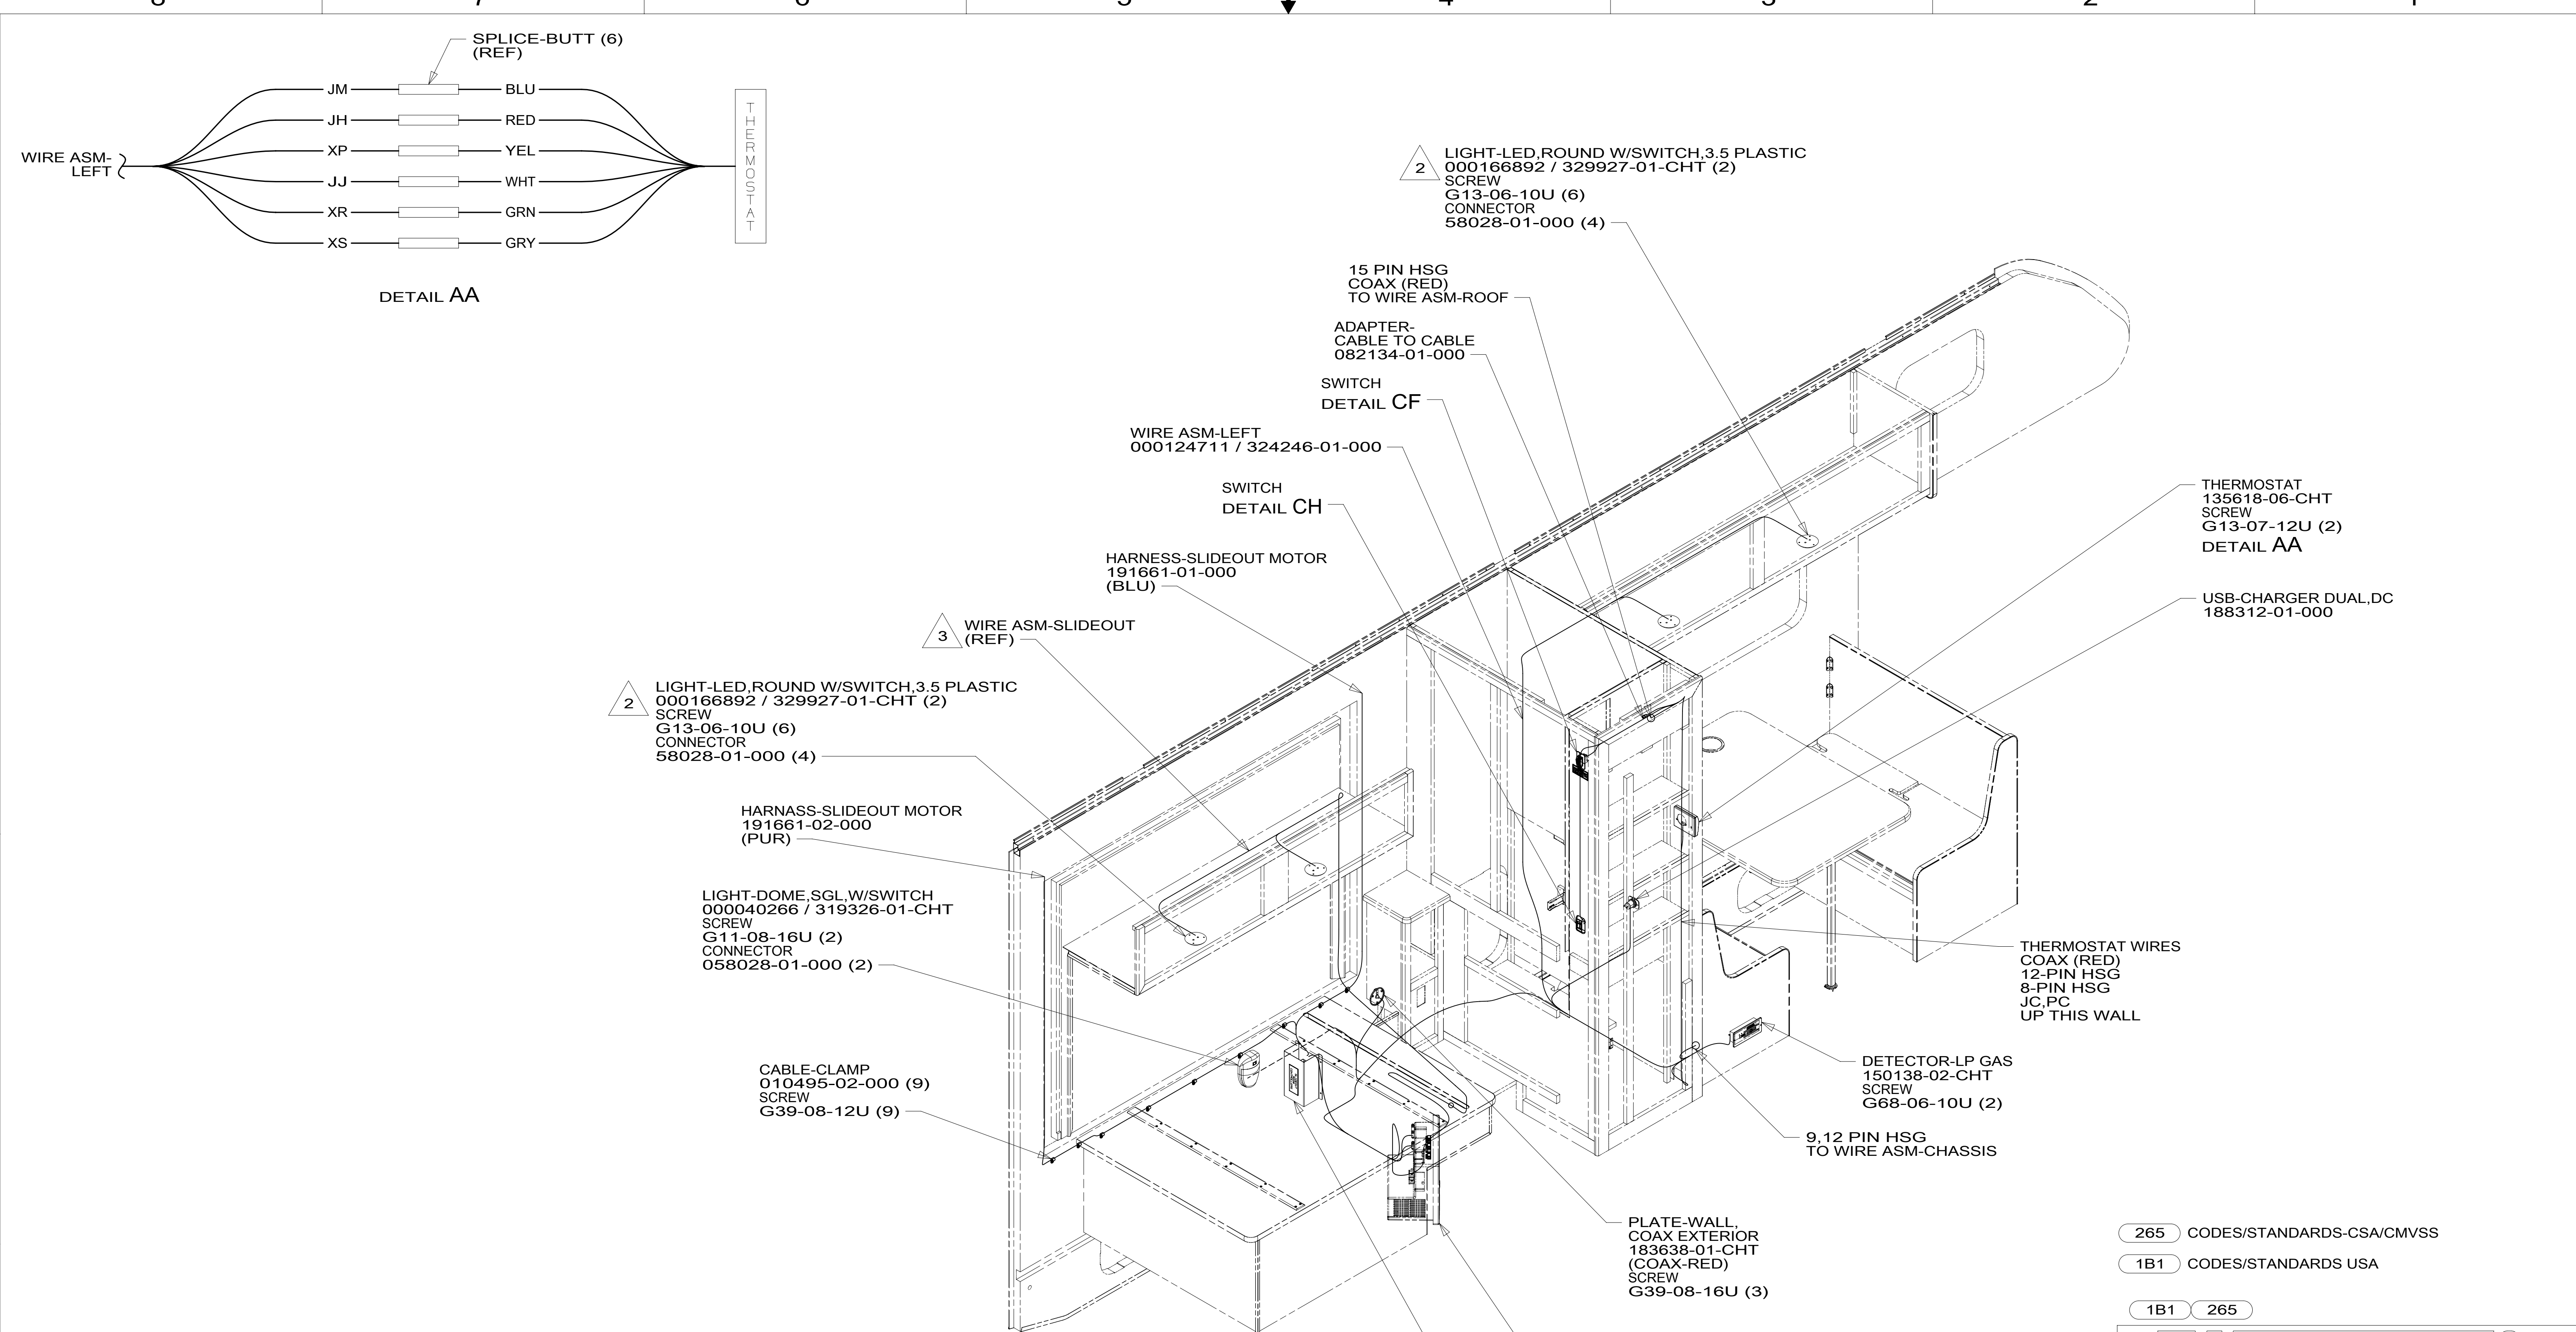 SPLICE-BUTT (6)
(REF)
JM BLU
JH RED
XP YEL
WIRE ASM-
LEFT
JJ WHT
XR GRN
XS GRY
THERMOSTAT
DETAIL AA
2
LIGHT-LED,ROUND W/SWITCH,3.5 PLASTIC
000166892 / 329927-01-CHT (2)
SCREW
G13-06-10U (6)
CONNECTOR
58028-01-000 (4)
15 PIN HSG
COAX (RED)
TO WIRE ASM-ROOF
ADAPTER-
CABLE TO CABLE
082134-01-000
SWITCH
DETAIL CF
WIRE ASM-LEFT
000124711 / 324246-01-000
SWITCH
DETAIL CH
HARNESS-SLIDEOUT MOTOR
191661-01-000
(BLU)
3
WIRE ASM-SLIDEOUT
(REF)
2
LIGHT-LED,ROUND W/SWITCH,3.5 PLASTIC
000166892 / 329927-01-CHT (2)
SCREW
G13-06-10U (6)
CONNECTOR
58028-01-000 (4)
HARNASS-SLIDEOUT MOTOR
191661-02-000
(PUR)
LIGHT-DOME,SGL,W/SWITCH
000040266 / 319326-01-CHT
SCREW
G11-08-16U (2)
CONNECTOR
058028-01-000 (2)
CABLE-CLAMP
010495-02-000 (9)
SCREW
G39-08-12U (9)
THERMOSTAT
135618-06-CHT
SCREW
G13-07-12U (2)
DETAIL AA
USB-CHARGER DUAL,DC
188312-01-000
THERMOSTAT WIRES
COAX (RED)
12-PIN HSG
8-PIN HSG
JC,PC
UP THIS WALL
DETECTOR-LP GAS
150138-02-CHT
SCREW
G68-06-10U (2)
9,12 PIN HSG
TO WIRE ASM-CHASSIS
PLATE-WALL,
COAX EXTERIOR
183638-01-CHT
(COAX-RED)
SCREW
G39-08-16U (3)
265 CODES/STANDARDS-CSA/CMVSS
1B1 CODES/STANDARDS USA
1B1 265